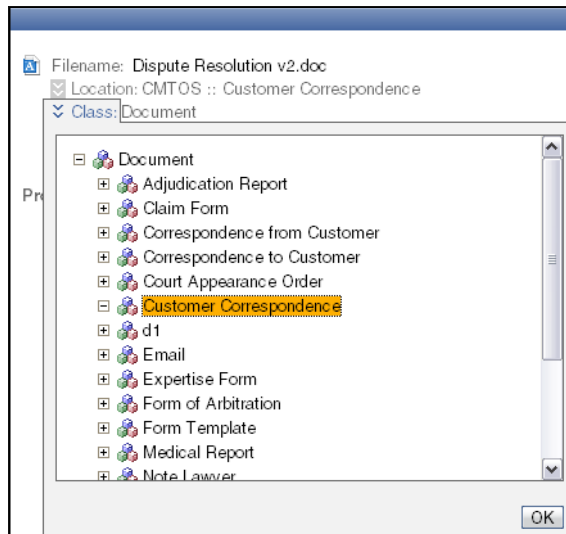 Filename: Dispute Resolution v2.doc
Location: CMTOS :: Customer Correspondence
Class: Document
Document
Adjudication Report
Pro
Claim Form
Correspondence from Customer
Correspondence to Customer
Court Appearance Order
Customer Correspondence
d1
Email
Expertise Form
Form of Arbitration
Form Template
Medical Report
Note Lawyer
OK